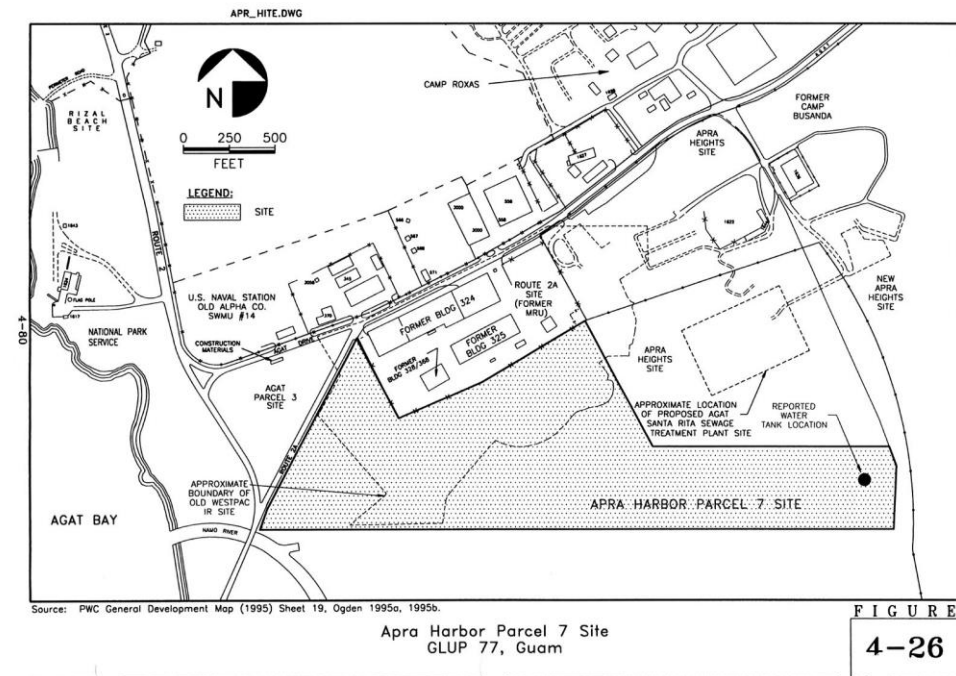 APR_HITE.DWG
CAMP ROXAS
FORMER
CAMP
BUSANDA
PERIMETER ROAD
RIZAL
BEACH
SITE
N
0 250 500
FEET
LEGEND:
SITE
ROUTE 2
APRA
HEIGHTS
SITE
AGAT
U.S. NAVAL STATION
OLD ALPHA CO.
SWMU #14
CONSTRUCTION
MATERIALS
AGAT DRIVE
FORMER BLDG 324
FORMER
BLDG 325
FORMER
BLDG 328/368
ROUTE 2A
SITE
(FORMER
MRU)
NEW
APRA
HEIGHTS
SITE
FLAG POLE
1617
NATIONAL PARK
SERVICE
AGAT
PARCEL 3
SITE
ROUTE 2A
APRA
HEIGHTS
SITE
APPROXIMATE LOCATION
OF PROPOSED AGAT
SANTA RITA SEWAGE
TREATMENT PLANT SITE
REPORTED
WATER
TANK LOCATION
APPROXIMATE
BOUNDARY OF
OLD WESTPAC
IR SITE
APRA HARBOR PARCEL 7 SITE
AGAT BAY
NAMO RIVER
4-80
Source: PWC General Development Map (1995) Sheet 19, Ogden 1995a, 1995b.
Apra Harbor Parcel 7 Site
GLUP 77, Guam
FIGURE
4-26